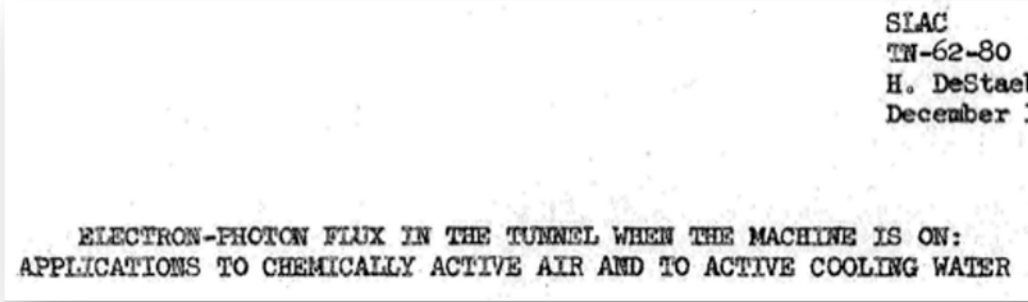 SLAC
TN-62-80
H.
December
ELECTRON-PHOTON FLUX IN THE TUNNEL WHEN THE MACHINE IS ON:
APPLICATIONS TO CHEMICALLY ACTIVE AIR AND TO ACTIVE COOLING WATER